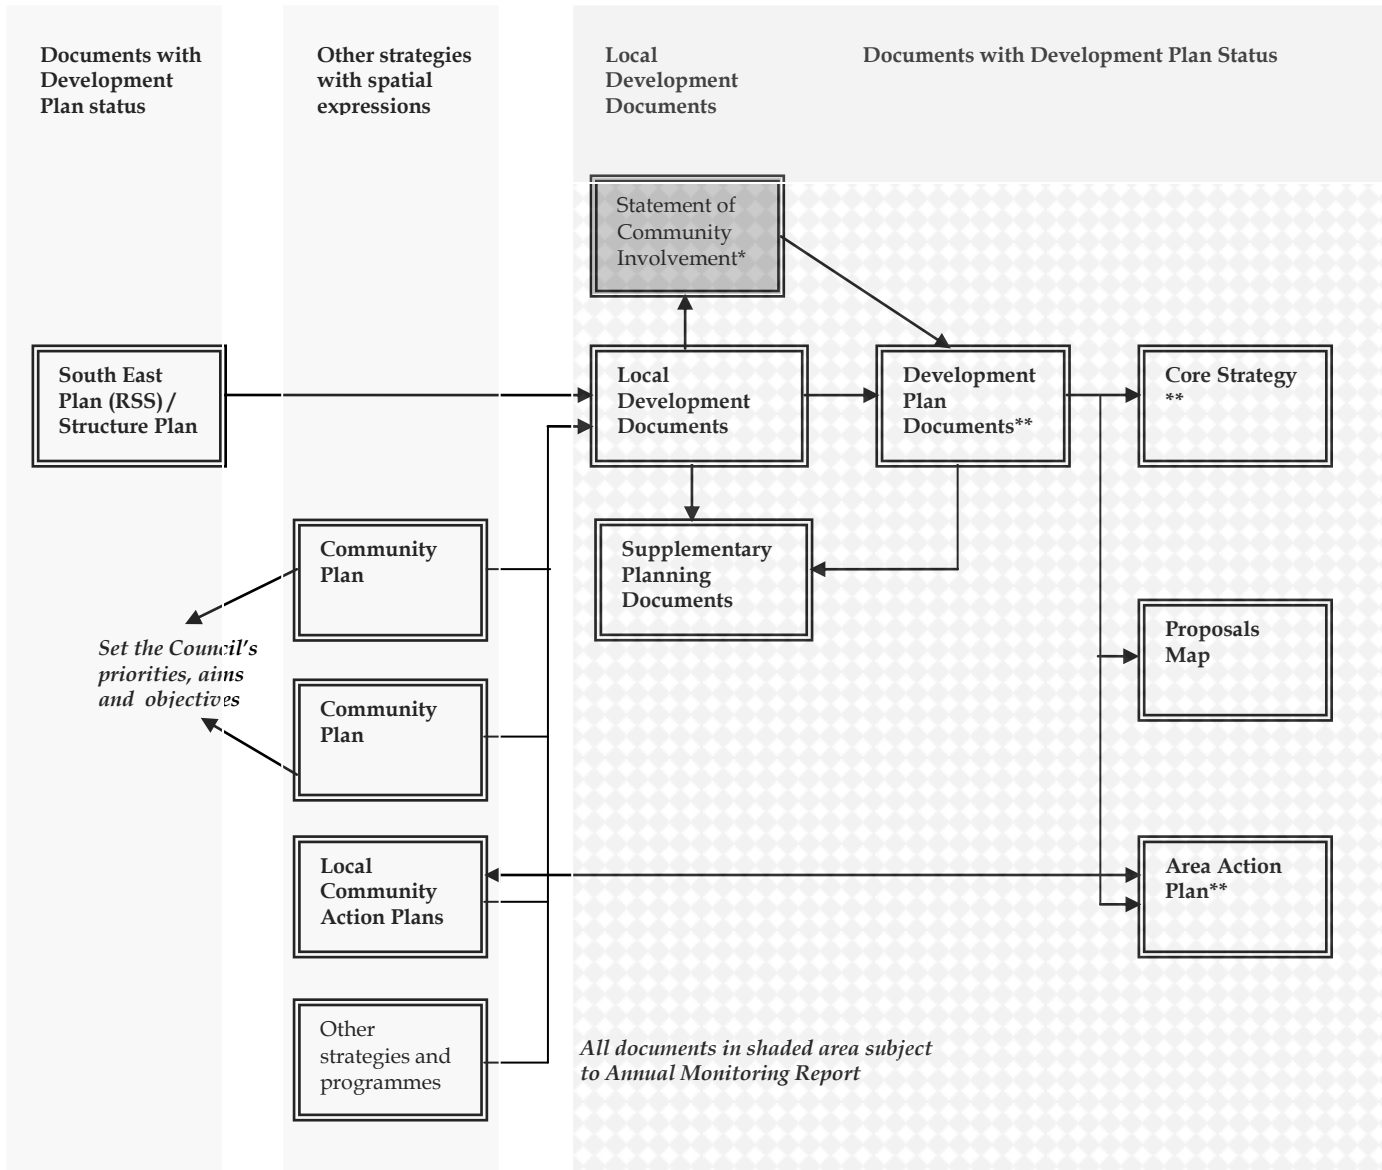 Documents with
Development
Plan status
Other strategies
with spatial
expressions
Local
Development
Documents
Documents with Development Plan Status
Statement of
Community
Involvement*
South East
Plan (RSS) /
Structure Plan
Local
Development
Documents
Development
Plan
Documents**
Core Strategy
**
Community
Plan
Supplementary
Planning
Documents
Set the Council's
priorities, aims
and objectives
Proposals
Map
Community
Plan
Local
Community
Action Plans
Area Action
Plan**
Other
strategies and
programmes
All documents in shaded area subject
to Annual Monitoring Report